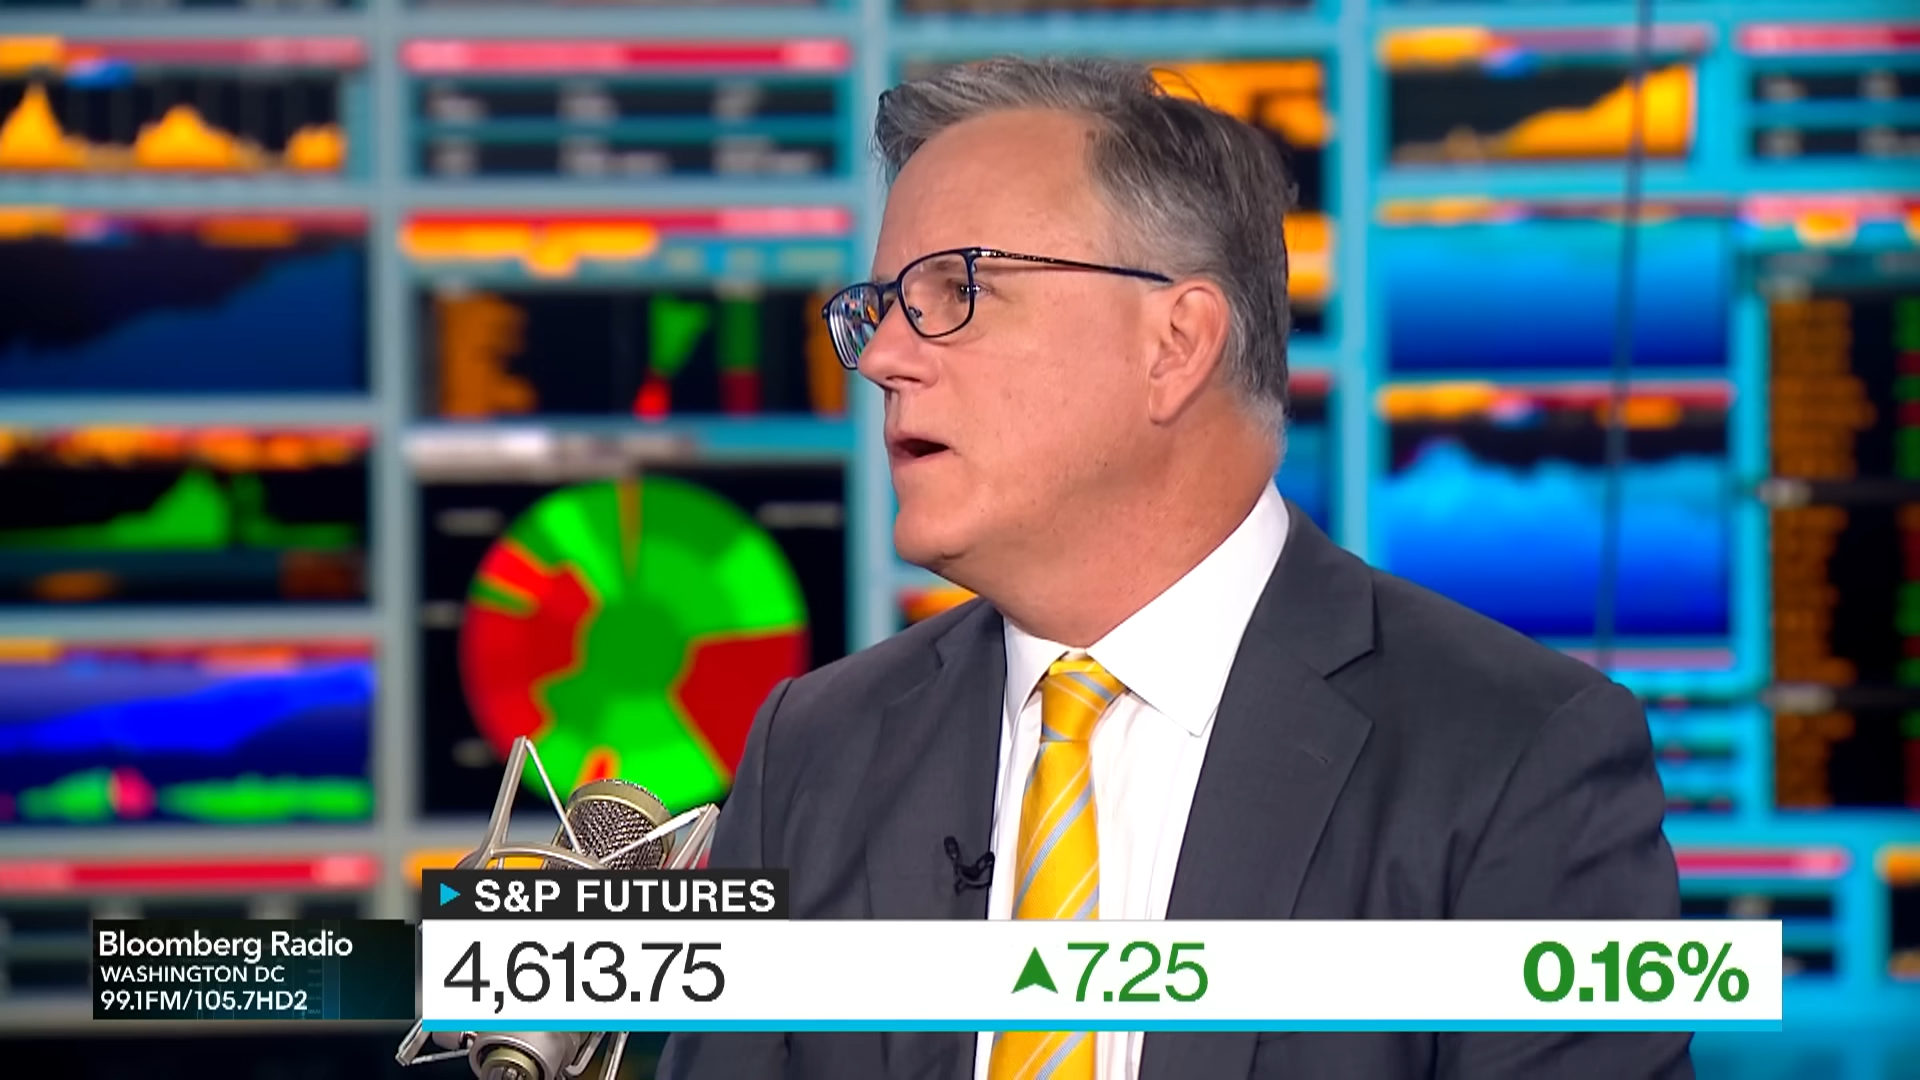 S&P FUTURES
4,613.75 ▲7.25 0.16%
Bloomberg Radio
WASHINGTON DC
99.1FM/105.7HD2